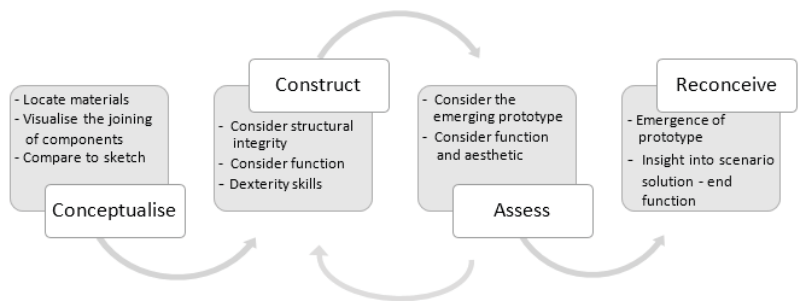 - Locate materials
- Visualise the joining
of components
- Compare to sketch
Conceptualise
Construct
- Consider structural
integrity
- Consider function
- Dexterity skills
- Consider the
emerging prototype
- Consider function
and aesthetic
Assess
Reconceive
- Emergence of
prototype
- Insight into scenario
solution - end
function